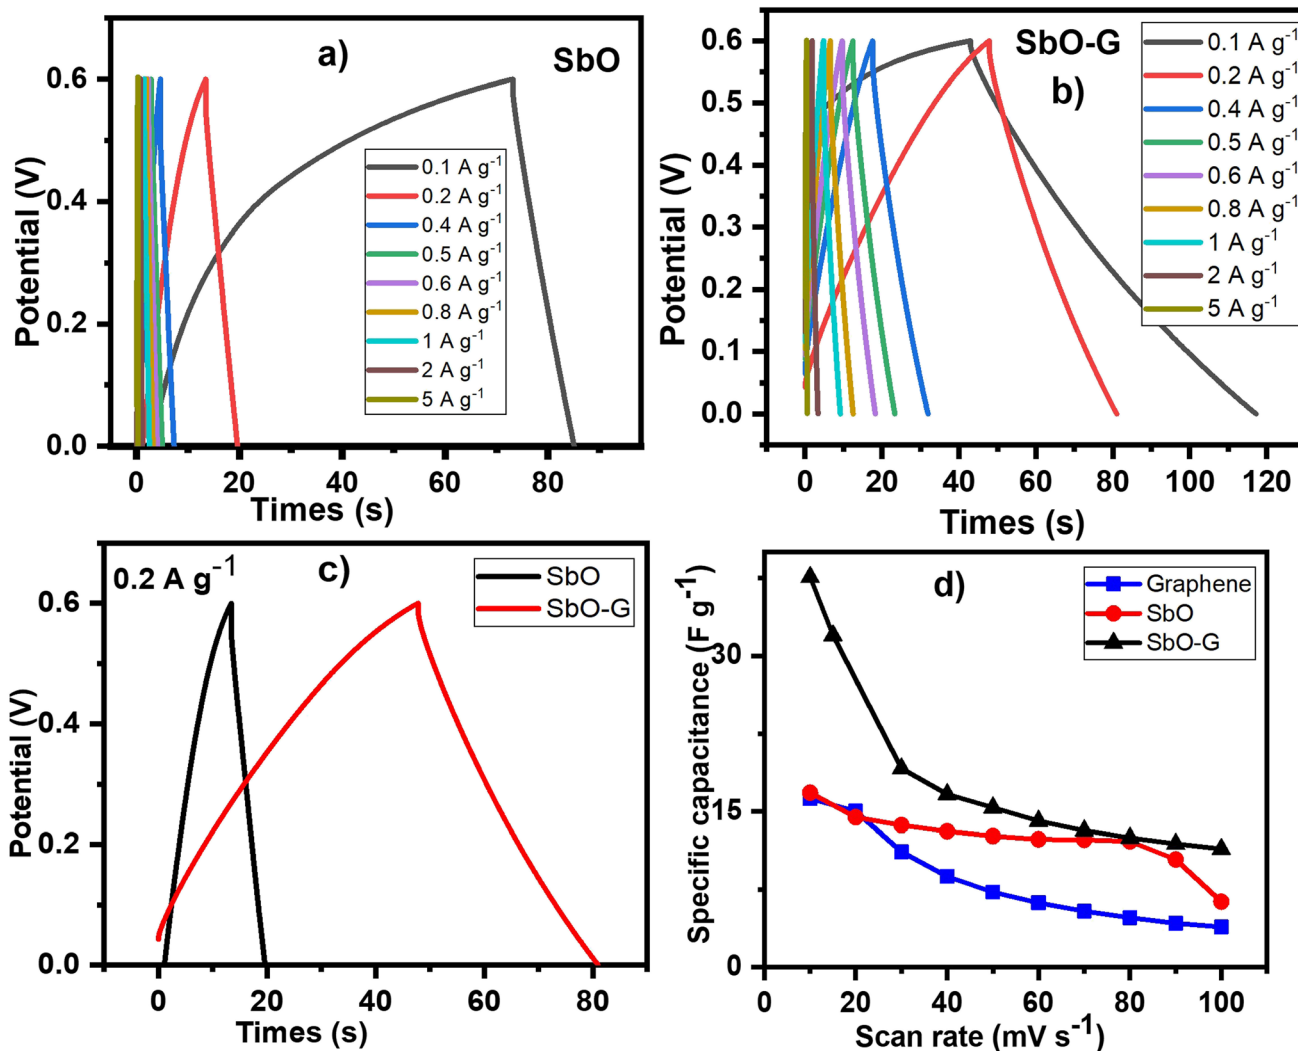 a)
SbO
Potential (V)
0.6
0.4
0.2
0.0
0.1 A g⁻¹
0.2 A g⁻¹
0.4 A g⁻¹
0.5 A g⁻¹
0.6 A g⁻¹
0.8 A g⁻¹
1 A g⁻¹
2 A g⁻¹
5 A g⁻¹
0 20 40 60 80
Times (s)
SbO-G
b)
Potential (V)
0.6
0.5
0.4
0.3
0.2
0.1
0.0
0.1 A g⁻¹
0.2 A g⁻¹
0.4 A g⁻¹
0.5 A g⁻¹
0.6 A g⁻¹
0.8 A g⁻¹
1 A g⁻¹
2 A g⁻¹
5 A g⁻¹
0 20 40 60 80 100 120
Times (s)
0.2 A g⁻¹
c)
SbO
SbO-G
Potential (V)
0.6
0.4
0.2
0.0
0 20 40 60 80
Times (s)
d)
Graphene
SbO
SbO-G
Specific capacitance (F g⁻¹)
30
15
0
0 20 40 60 80 100
Scan rate (mV s⁻¹)